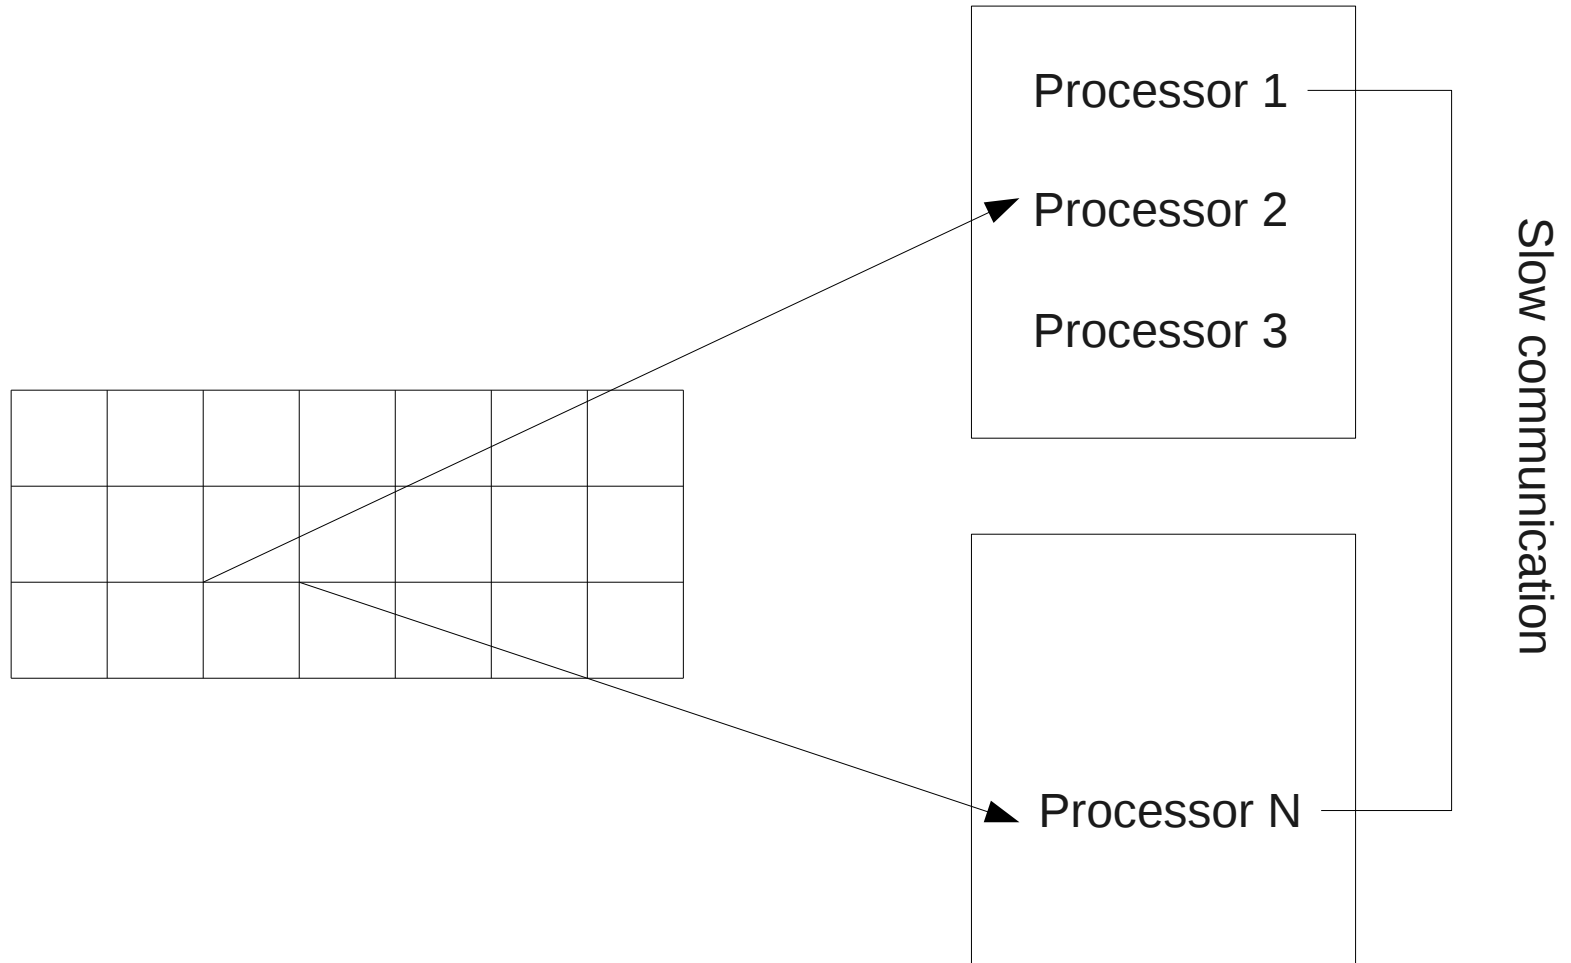 Processor 1
Processor 2
Processor 3
Processor N
Slow communication